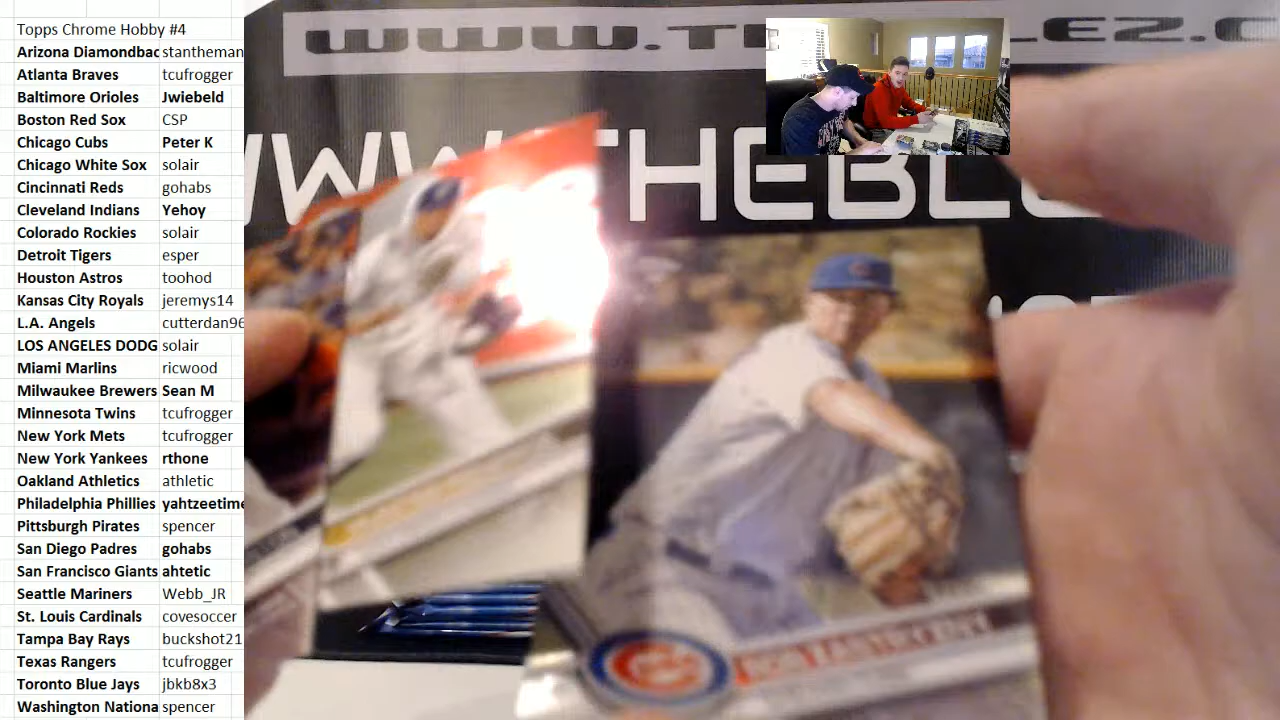 Topps Chrome Hobby #4
Arizona Diamondbac stantheman
Atlanta Braves tcufrogger
Baltimore Orioles Jwiebeld
Boston Red Sox CSP
Chicago Cubs Peter K
Chicago White Sox solair
Cincinnati Reds gohabs
Cleveland Indians Yehoy
Colorado Rockies solair
Detroit Tigers esper
Houston Astros toohod
Kansas City Royals jeremys14
L.A. Angels cutterdan96
LOS ANGELES DODG solair
Miami Marlins ricwood
Milwaukee Brewers Sean M
Minnesota Twins tcufrogger
New York Mets tcufrogger
New York Yankees rthone
Oakland Athletics athletic
Philadelphia Phillies yahtzeetime
Pittsburgh Pirates spencer
San Diego Padres gohabs
San Francisco Giants ahtetic
Seattle Mariners Webb_JR
St. Louis Cardinals covesoccer
Tampa Bay Rays buckshot21
Texas Rangers tcufrogger
Toronto Blue Jays jbkb8x3
Washington Nationa spencer
WWW.T LEZ.C
WWW THEBLE